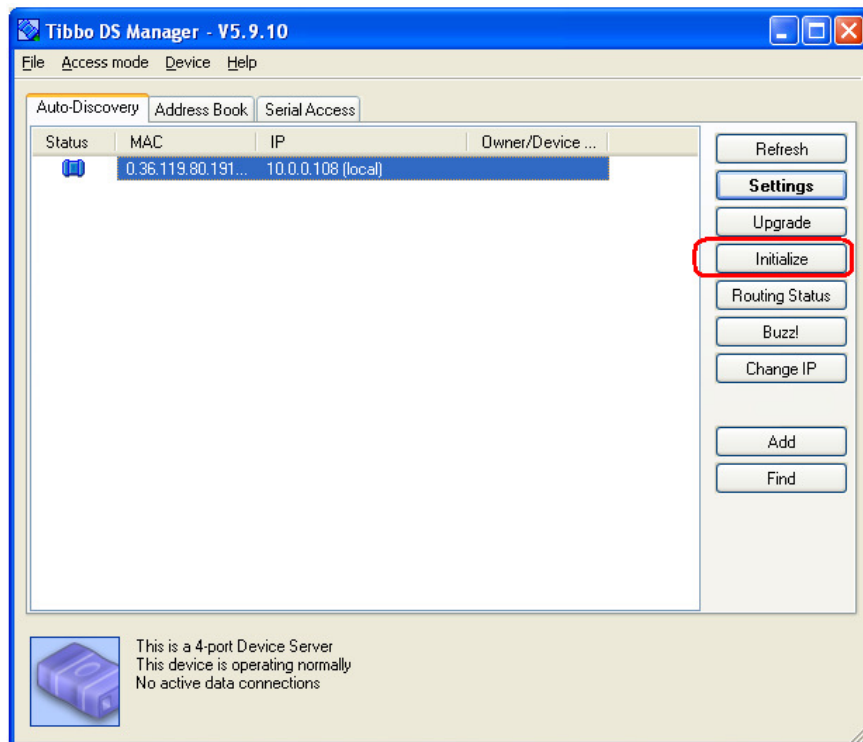 Tibbo DS Manager - V5.9.10
File Access mode Device Help
Auto-Discovery Address Book Serial Access
Status MAC IP Owner/Device ...
0.36.119.80.191... 10.0.0.108 (local)
Refresh
Settings
Upgrade
Initialize
Routing Status
Buzz!
Change IP
Add
Find
This is a 4-port Device Server
This device is operating normally
No active data connections